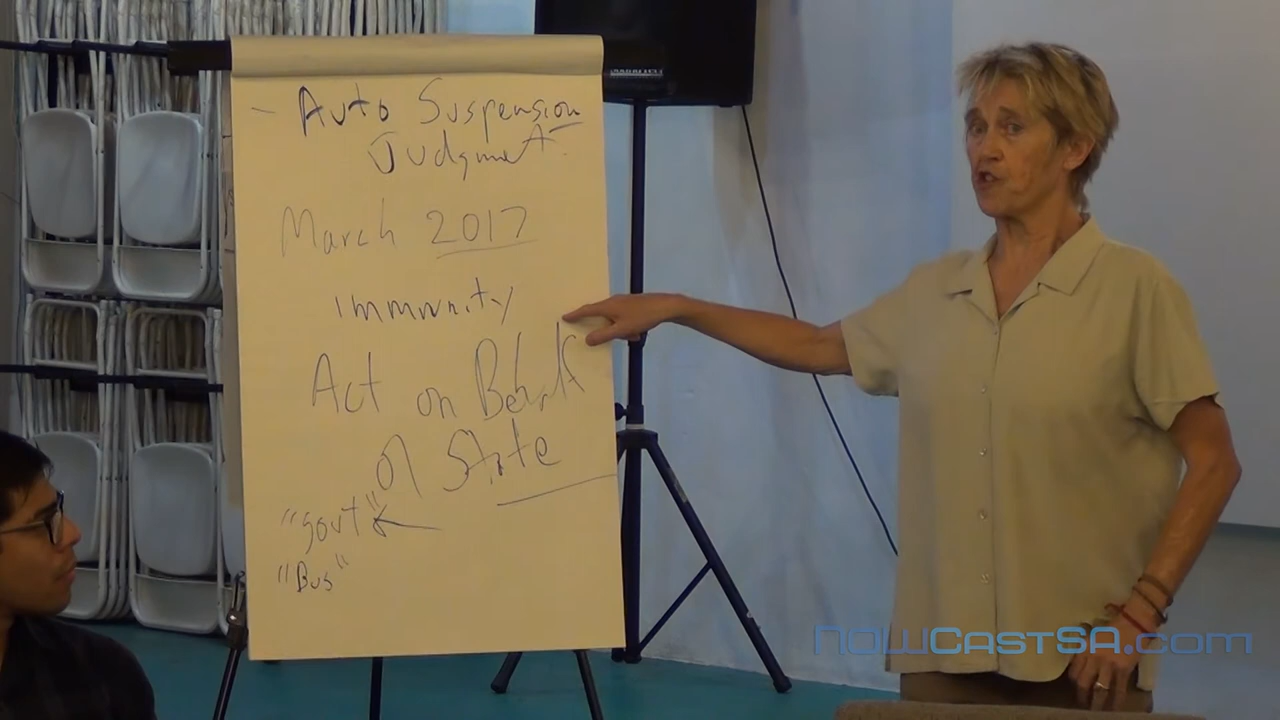 - Auto Suspension
Judgment.
March 2017
immunity
Act on Behalf
of State
"govt"
"Bus"
NOWCastSA.com